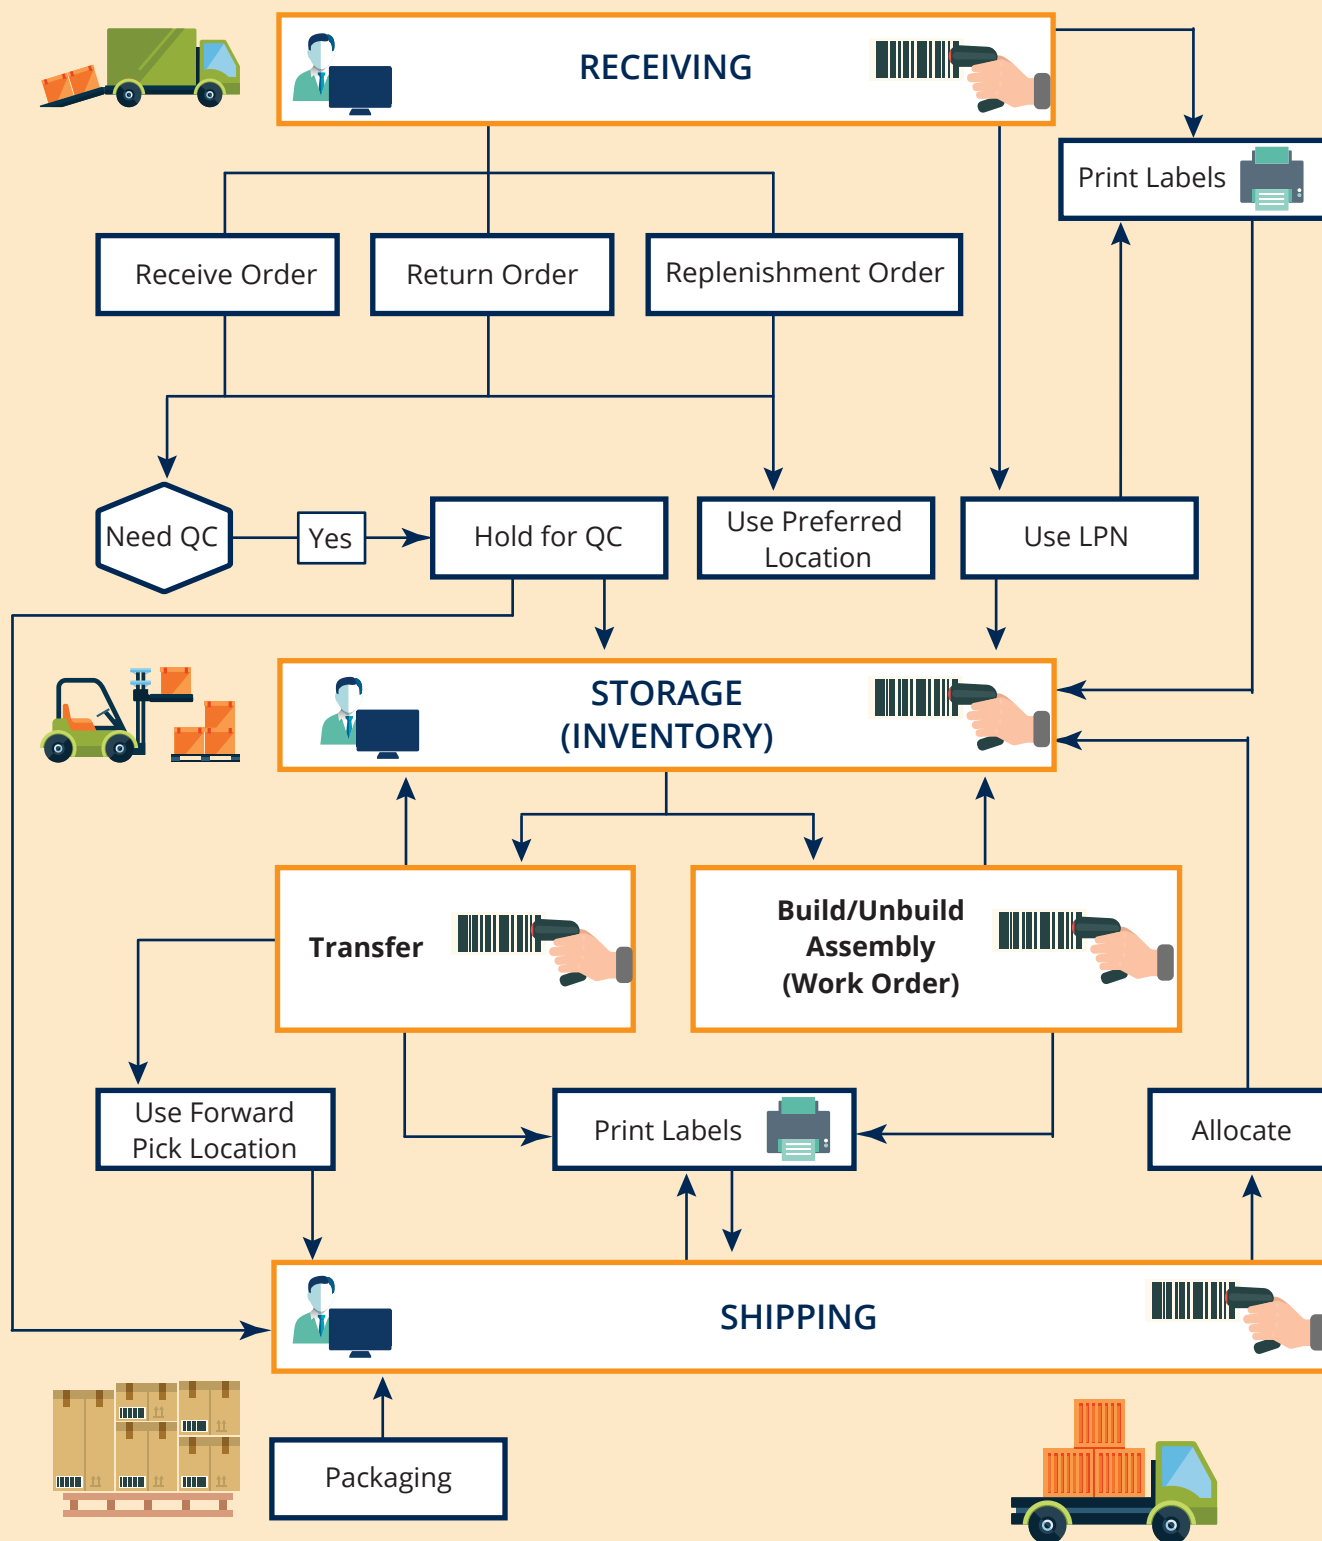 RECEIVING
Print Labels
Receive Order
Return Order
Replenishment Order
Need QC
Yes
Hold for QC
Use Preferred
Location
Use LPN
STORAGE
(INVENTORY)
Transfer
Build/Unbuild
Assembly
(Work Order)
Use Forward
Pick Location
Print Labels
Allocate
SHIPPING
Packaging